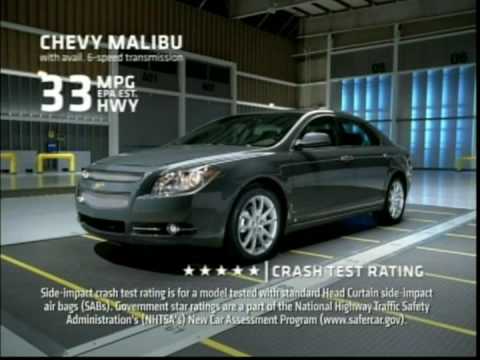 CHEVY MALIBU
with avail. 6-speed transmission
33 MPG
EPA EST.
HWY
★★★★★ | CRASH TEST RATING
Side-impact crash test rating is for a model tested with standard Head Curtain side-impact
air bags (SABs). Government star ratings are a part of the National Highway Traffic Safety
Administration's (NHTSA's) New Car Assessment Program (www.safercar.gov).